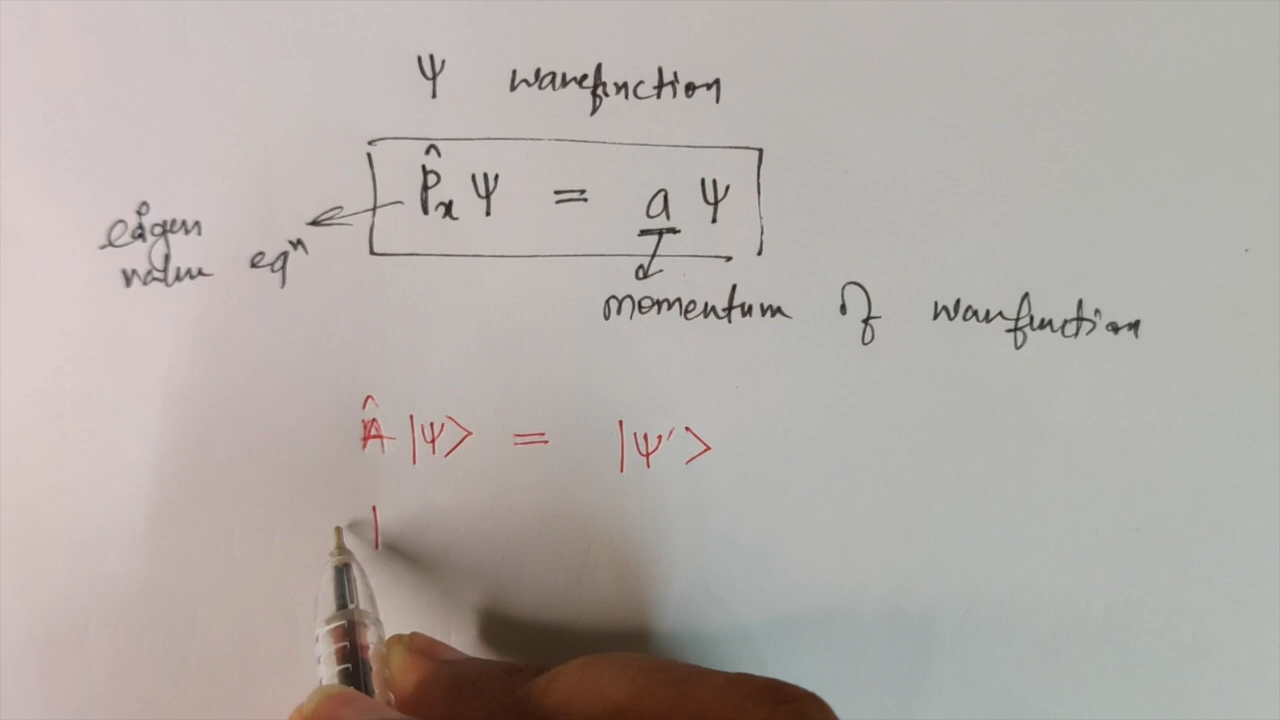 Ψ wavefunction
P̂ₓ Ψ = a Ψ
eigen
value eqⁿ
momentum of wavefunction
Â |Ψ> = |Ψ'>
|